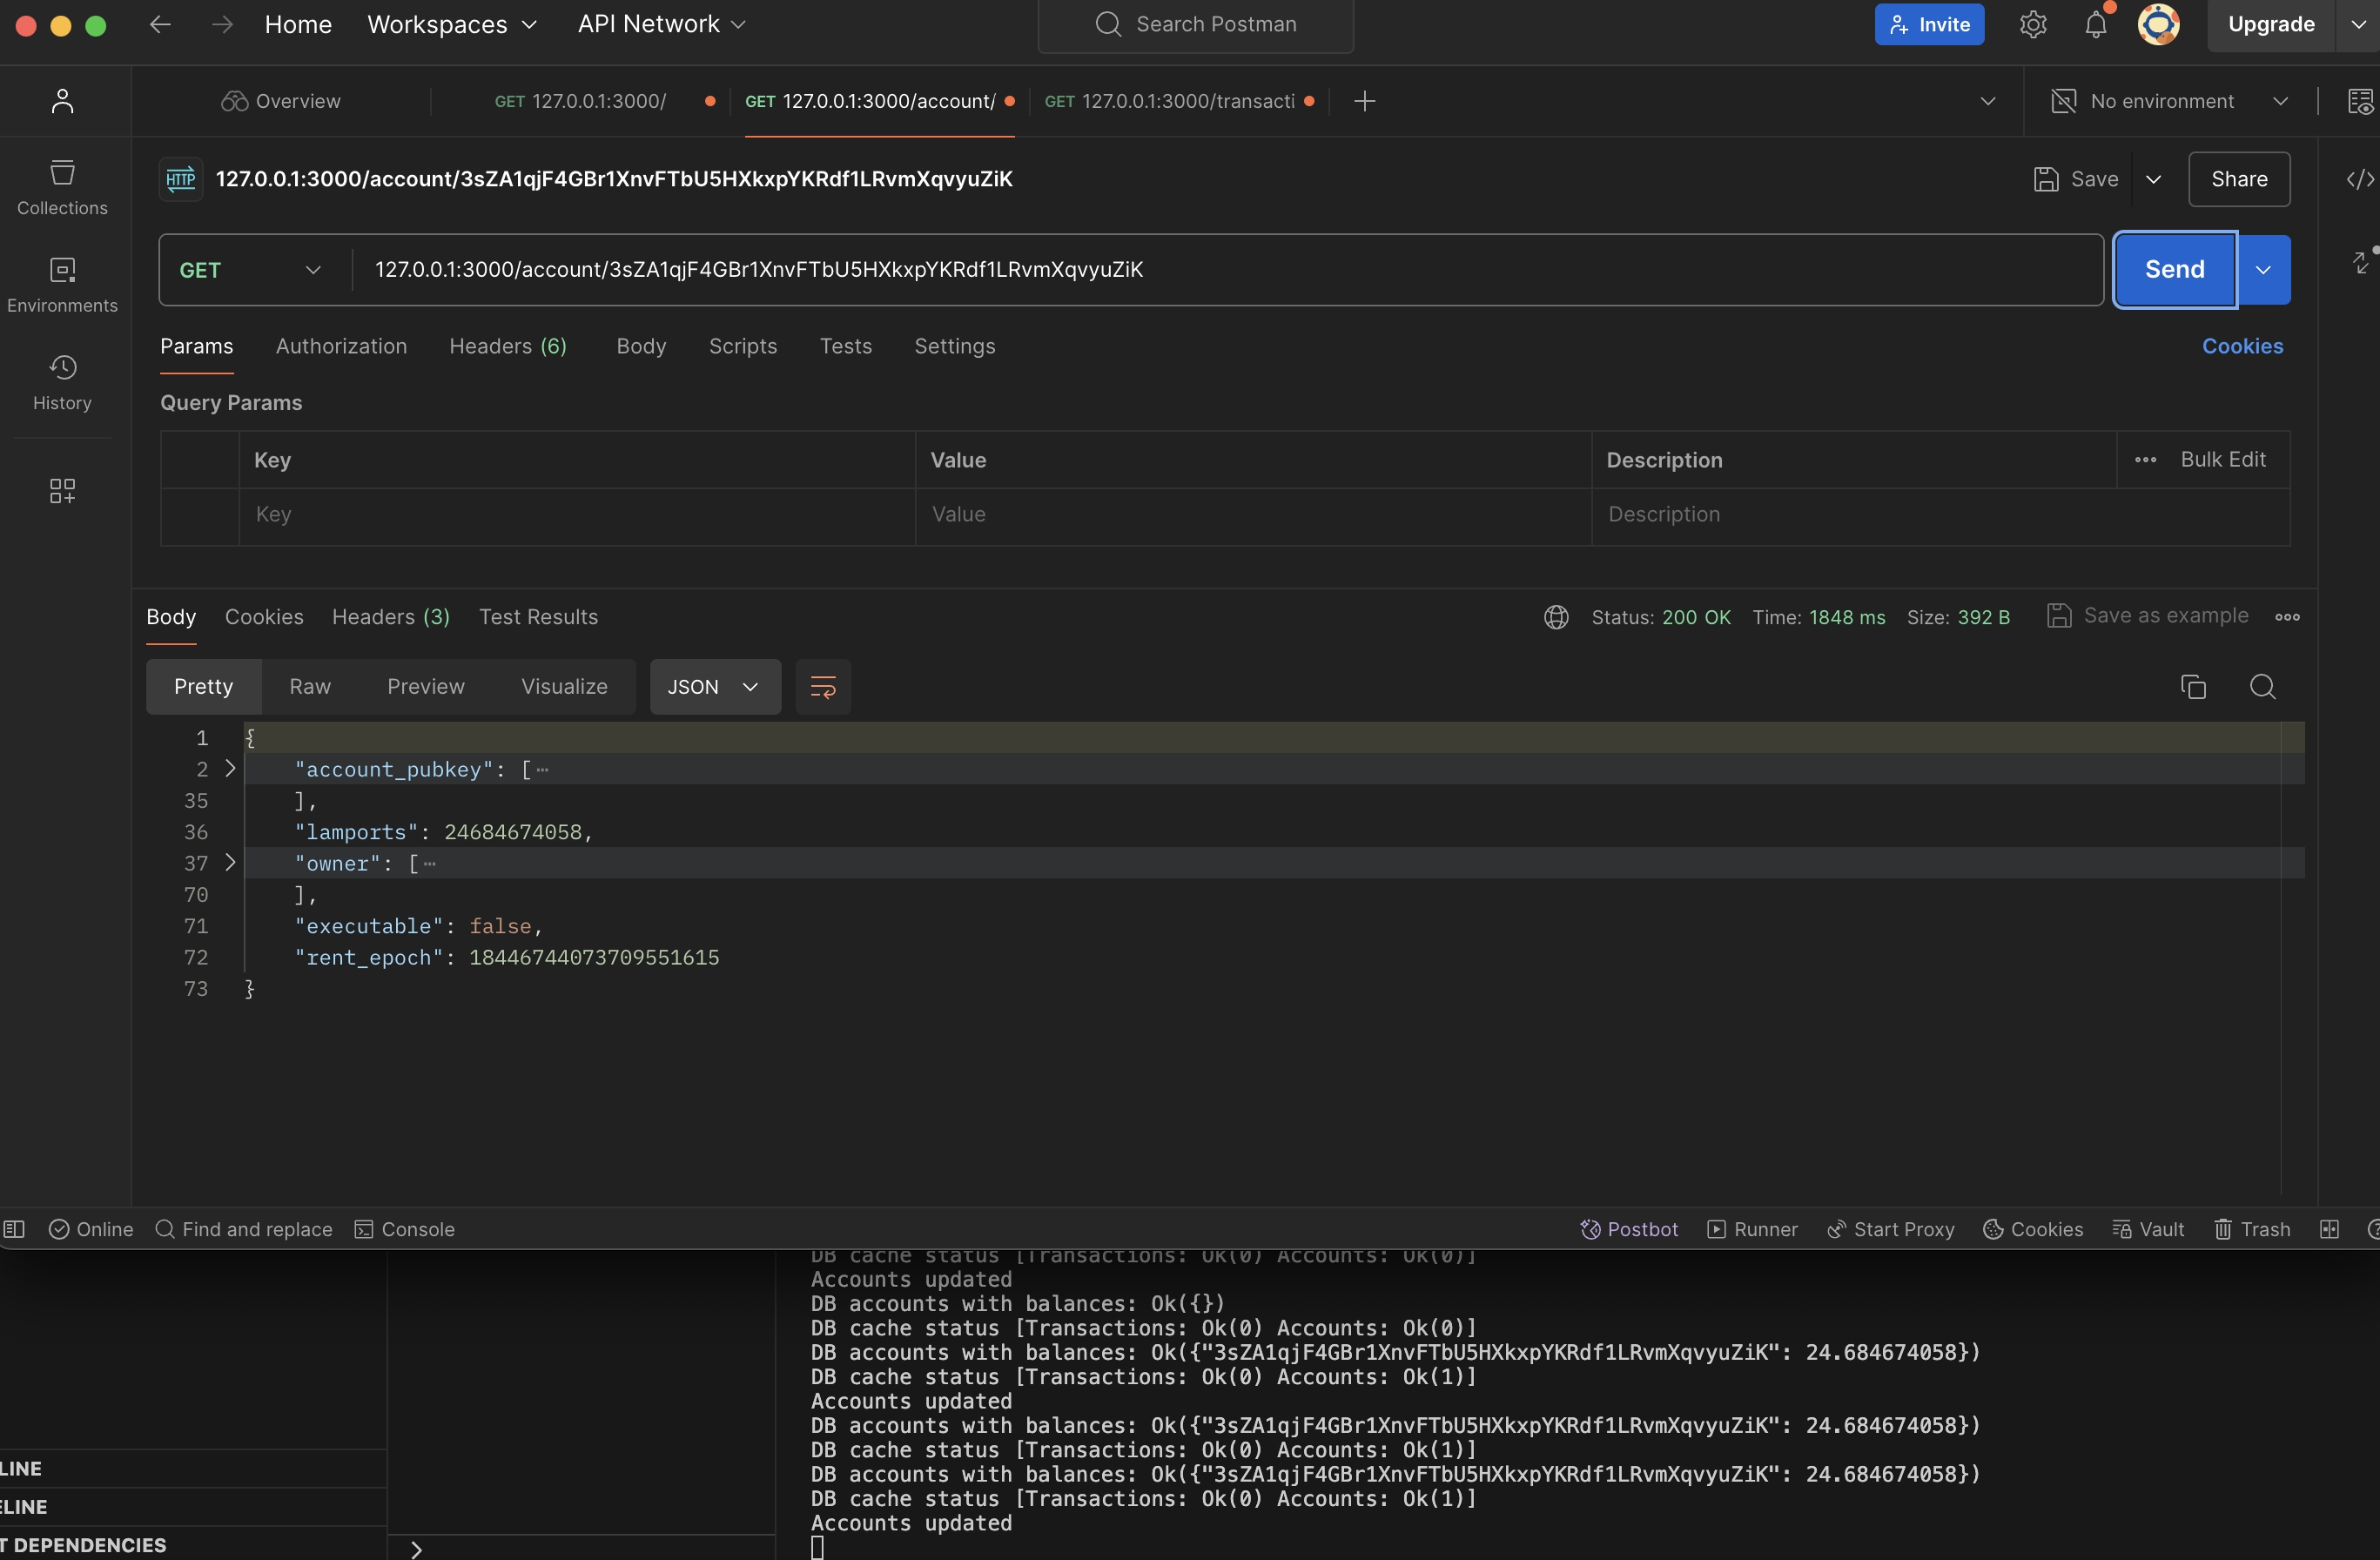 Home Workspaces API Network Search Postman Invite Upgrade
Overview GET 127.0.0.1:3000/ GET 127.0.0.1:3000/account/ GET 127.0.0.1:3000/transacti No environment
HTTP 127.0.0.1:3000/account/3sZA1qjF4GBr1XnvFTbU5HXkxpYKRdf1LRvmXqvyuZiK Save Share
Collections
Environments
History
GET 127.0.0.1:3000/account/3sZA1qjF4GBr1XnvFTbU5HXkxpYKRdf1LRvmXqvyuZiK Send
Params Authorization Headers (6) Body Scripts Tests Settings Cookies
Query Params
Key Value Description Bulk Edit
Key Value Description
Body Cookies Headers (3) Test Results Status: 200 OK Time: 1848 ms Size: 392 B Save as example
Pretty Raw Preview Visualize JSON
1 {
2 "account_pubkey": [
35 ],
36 "lamports": 24684674058,
37 "owner": [
70 ],
71 "executable": false,
72 "rent_epoch": 18446744073709551615
73 }
Online Find and replace Console Postbot Runner Start Proxy Cookies Vault Trash
DB cache status [Transactions: Ok(0) Accounts: Ok(0)]
Accounts updated
DB accounts with balances: Ok({})
DB cache status [Transactions: Ok(0) Accounts: Ok(0)]
DB accounts with balances: Ok({"3sZA1qjF4GBr1XnvFTbU5HXkxpYKRdf1LRvmXqvyuZiK": 24.684674058})
DB cache status [Transactions: Ok(0) Accounts: Ok(1)]
Accounts updated
DB accounts with balances: Ok({"3sZA1qjF4GBr1XnvFTbU5HXkxpYKRdf1LRvmXqvyuZiK": 24.684674058})
DB cache status [Transactions: Ok(0) Accounts: Ok(1)]
DB accounts with balances: Ok({"3sZA1qjF4GBr1XnvFTbU5HXkxpYKRdf1LRvmXqvyuZiK": 24.684674058})
DB cache status [Transactions: Ok(0) Accounts: Ok(1)]
Accounts updated
LINE
ELINE
T DEPENDENCIES